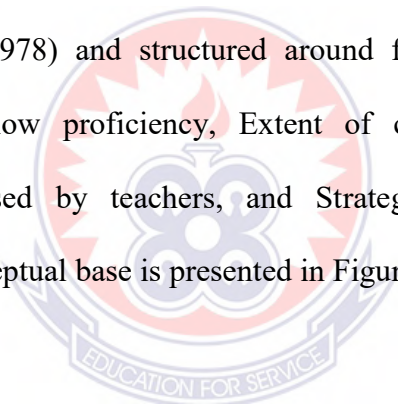 978) and structured around f
ow proficiency, Extent of c
sed by teachers, and Strateg
eptual base is presented in Figur
EDUCATION FOR SERVICE